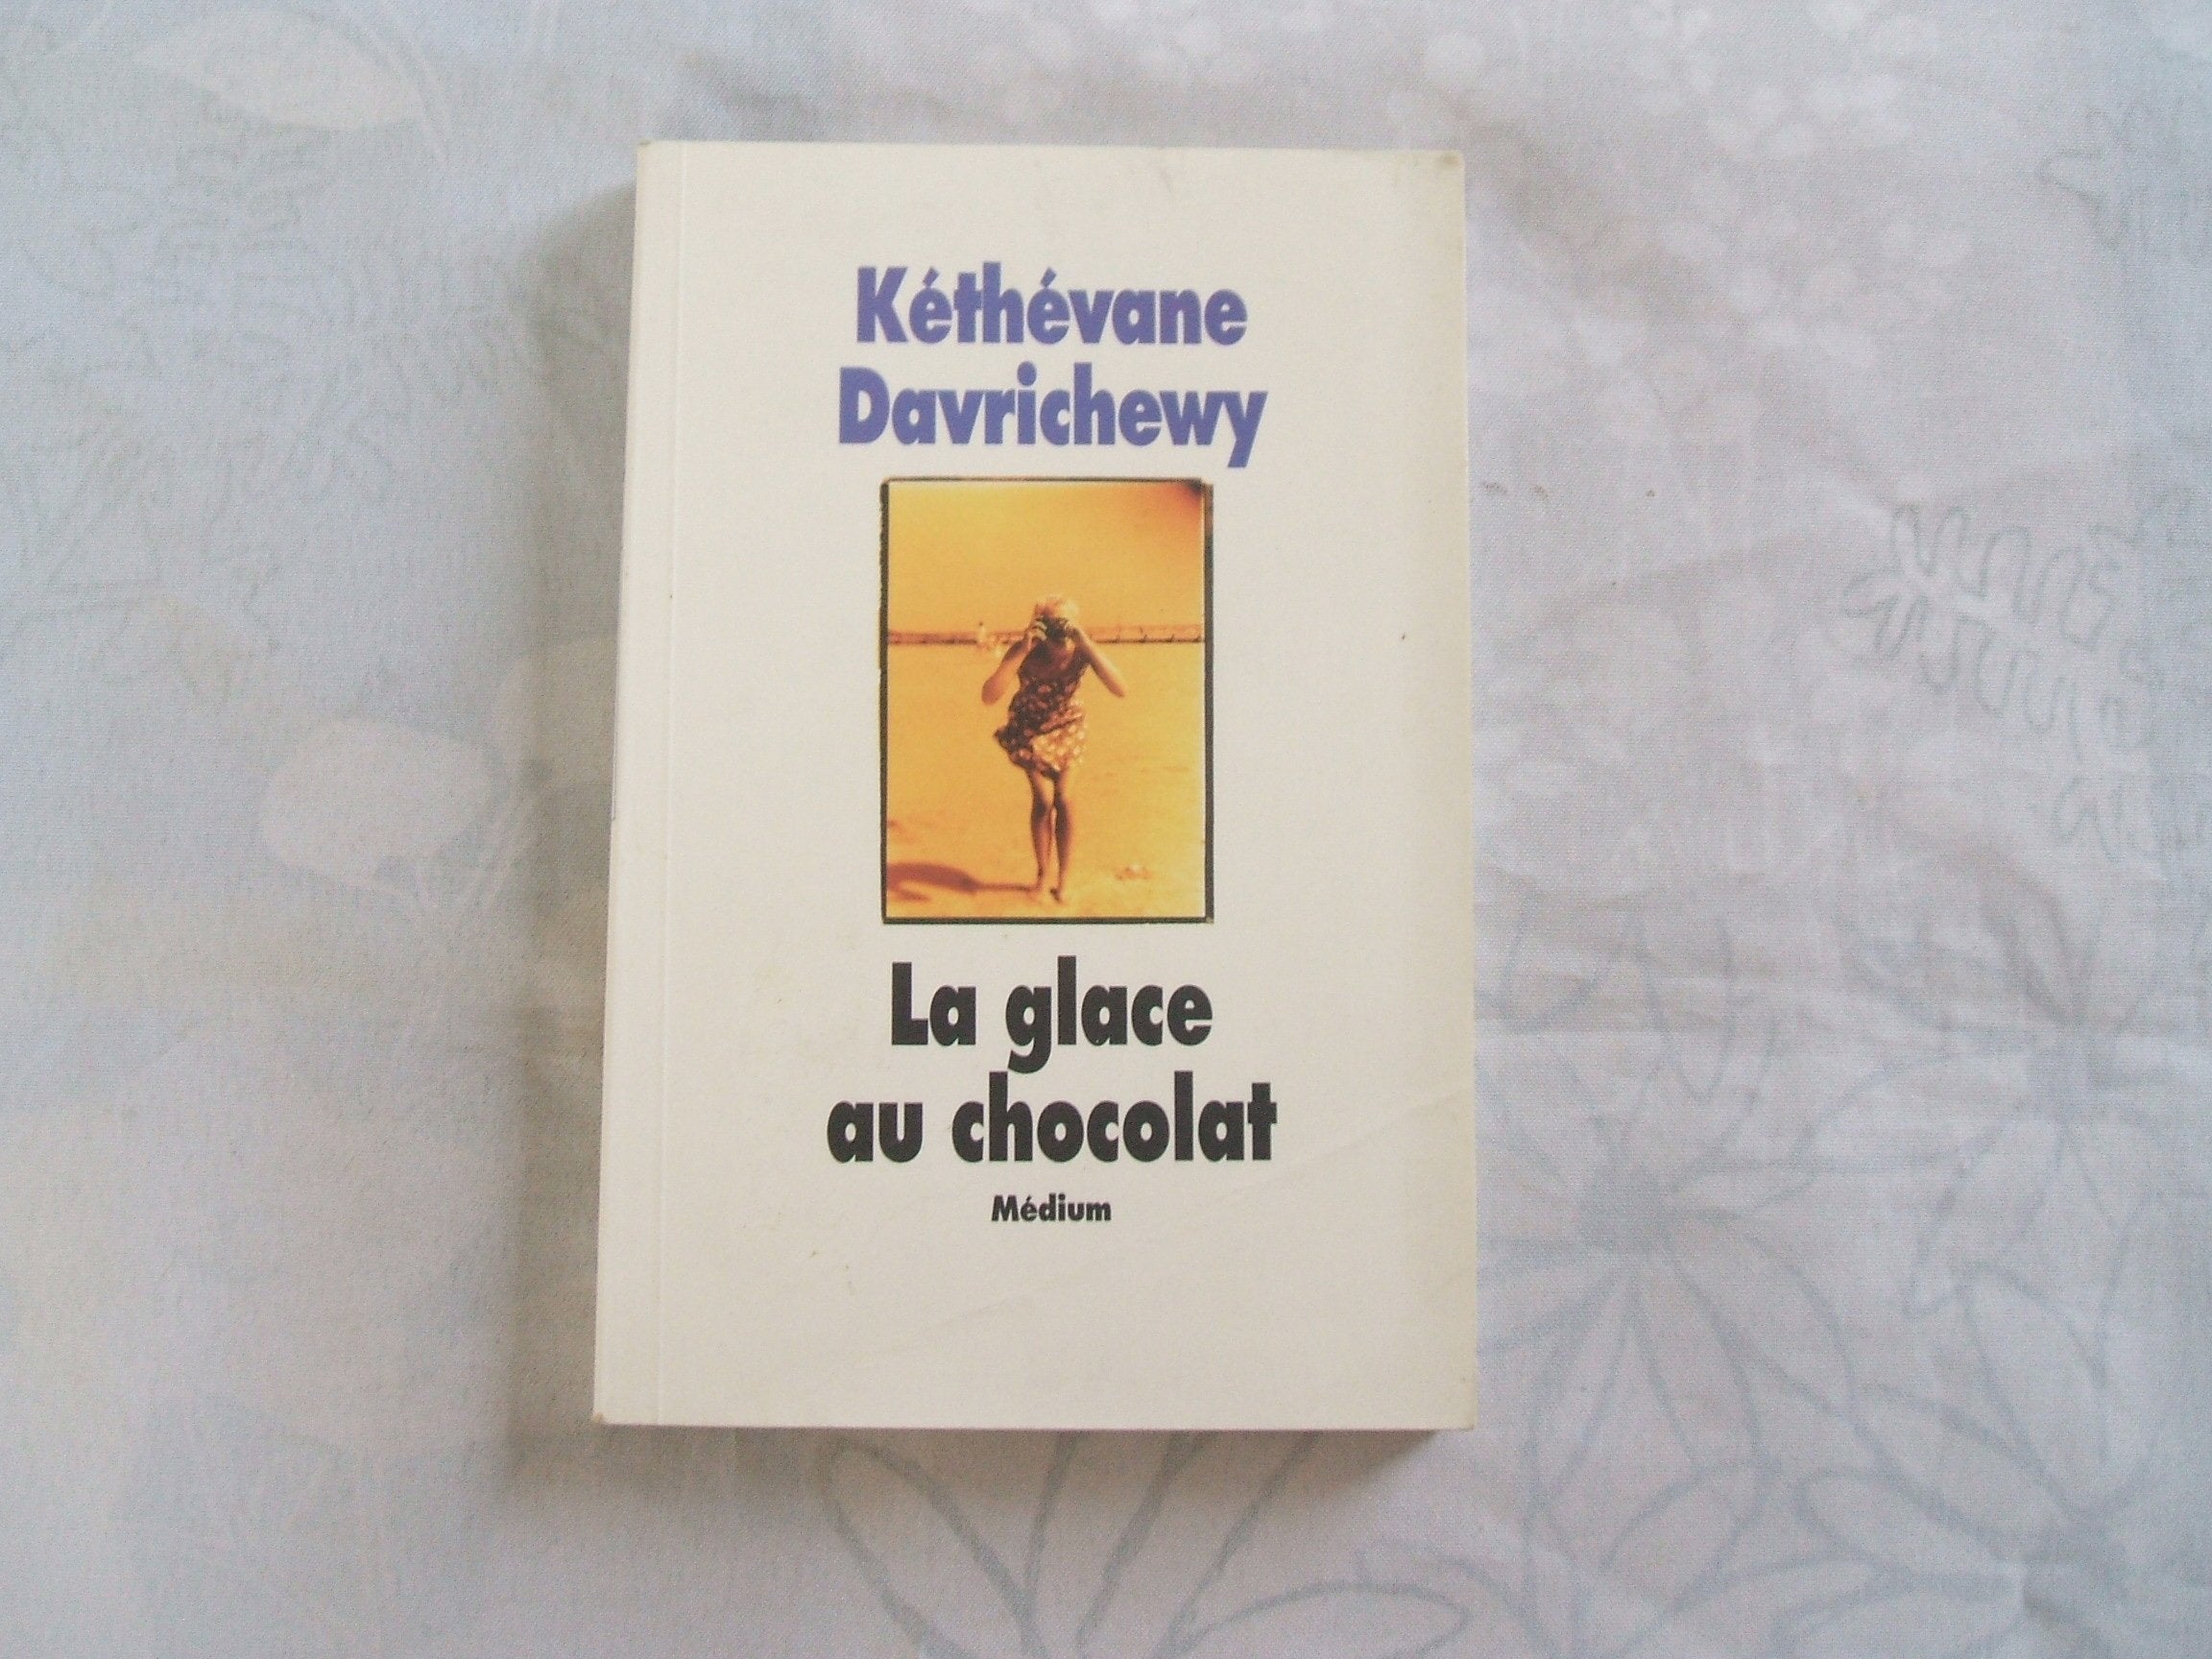 Kéthévane
Davrichewy
La glace
au chocolat
Médium